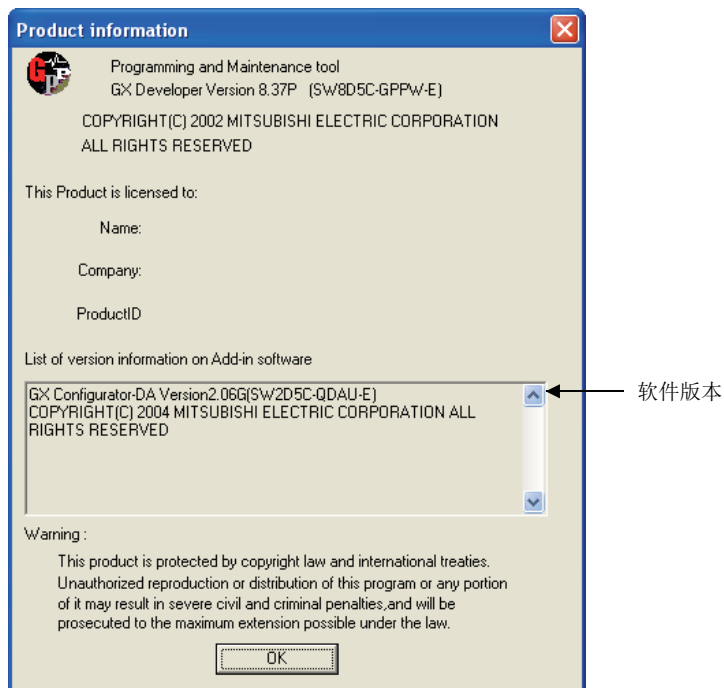 Product information
GPP
Programming and Maintenance tool
GX Developer Version 8.37P (SW8D5C-GPPW-E)
COPYRIGHT(C) 2002 MITSUBISHI ELECTRIC CORPORATION
ALL RIGHTS RESERVED
This Product is licensed to:
Name:
Company:
ProductID
List of version information on Add-in software
GX Configurator-DA Version2.06G(SW2D5C-QDAU-E)
COPYRIGHT(C) 2004 MITSUBISHI ELECTRIC CORPORATION ALL
RIGHTS RESERVED
软件版本
Warning :
This product is protected by copyright law and international treaties.
Unauthorized reproduction or distribution of this program or any portion
of it may result in severe civil and criminal penalties,and will be
prosecuted to the maximum extension possible under the law.
OK